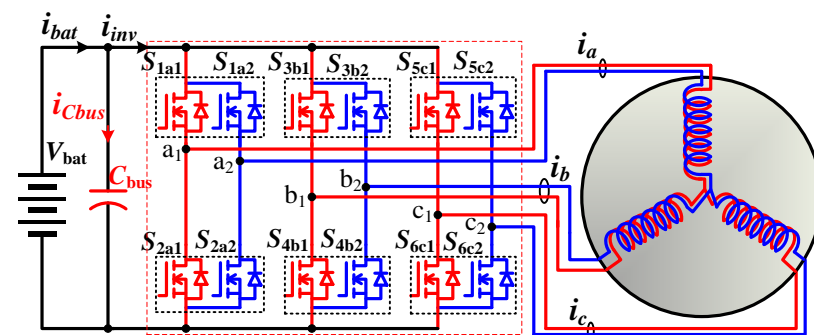 i_bat i_inv
S_1a1 S_1a2 S_3b1 S_3b2 S_5c1 S_5c2
i_a
i_Cbus
a_1 a_2
V_bat
C_bus
b_1 b_2
i_b
c_1 c_2
S_2a1 S_2a2 S_4b1 S_4b2 S_6c1 S_6c2
i_c